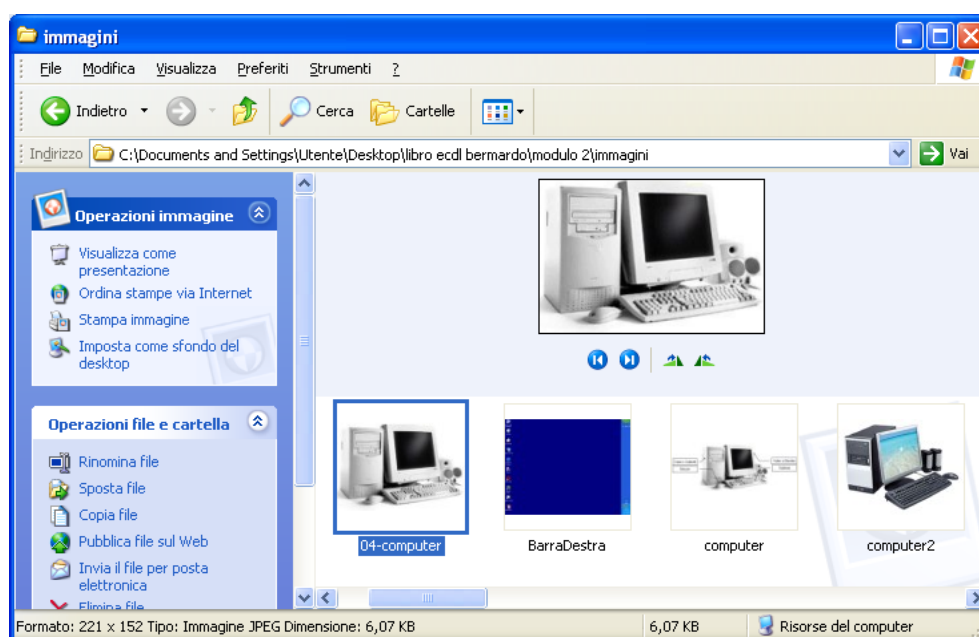 immagini
File Modifica Visualizza Preferiti Strumenti ?
Indietro Cerca Cartelle
Indirizzo C:\Documents and Settings\Utente\Desktop\libro ecdl bermardo\modulo 2\immagini Vai
Operazioni immagine
Visualizza come
presentazione
Ordina stampe via Internet
Stampa immagine
Imposta come sfondo del
desktop
Operazioni file e cartella
Rinomina file
Sposta file
Copia file
Pubblica file sul Web
Invia il file per posta
elettronica
Elimina file
04-computer BarraDestra computer computer2
Formato: 221 x 152 Tipo: Immagine JPEG Dimensione: 6,07 KB 6,07 KB Risorse del computer